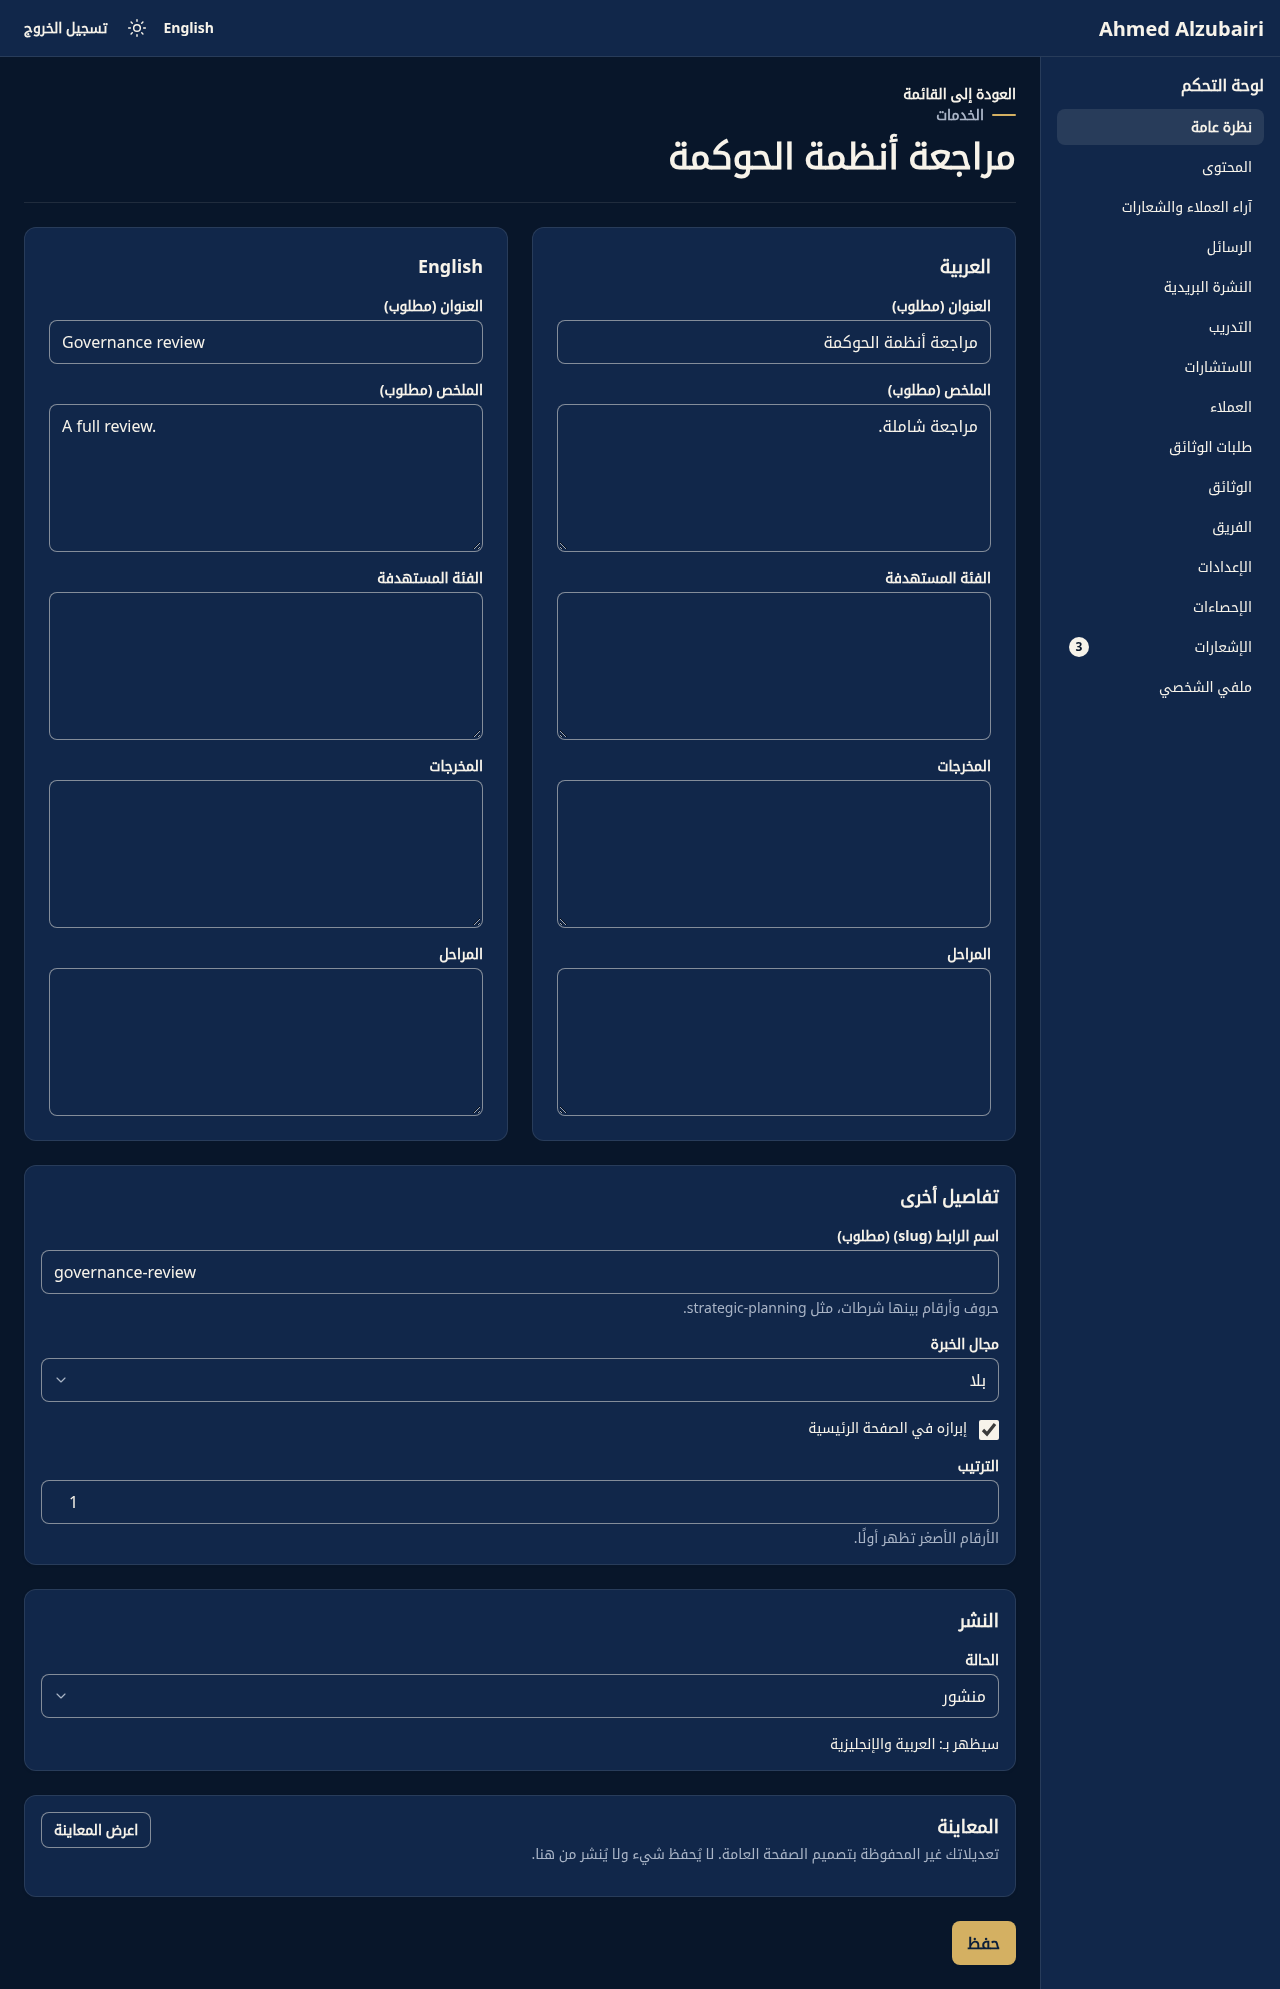 Ahmed Alzubairi
English
تسجيل الخروج
لوحة التحكم
نظرة عامة
المحتوى
آراء العملاء والشعارات
الرسائل
النشرة البريدية
التدريب
الاستشارات
العملاء
طلبات الوثائق
الوثائق
الفريق
الإعدادات
الإحصاءات
الإشعارات
3
ملفي الشخصي
العودة إلى القائمة
الخدمات
مراجعة أنظمة الحوكمة
العربية
العنوان (مطلوب)
مراجعة أنظمة الحوكمة
الملخص (مطلوب)
مراجعة شاملة.
الفئة المستهدفة
المخرجات
المراحل
English
العنوان (مطلوب)
Governance review
الملخص (مطلوب)
A full review.
الفئة المستهدفة
المخرجات
المراحل
تفاصيل أخرى
اسم الرابط (slug) (مطلوب)
governance-review
حروف وأرقام بينها شرطات، مثل strategic-planning.
مجال الخبرة
بلا
إبرازه في الصفحة الرئيسية
الترتيب
1
الأرقام الأصغر تظهر أولًا.
النشر
الحالة
منشور
سيظهر بـ: العربية والإنجليزية
المعاينة
اعرض المعاينة
تعديلاتك غير المحفوظة بتصميم الصفحة العامة. لا يُحفظ شيء ولا يُنشر من هنا.
حفظ